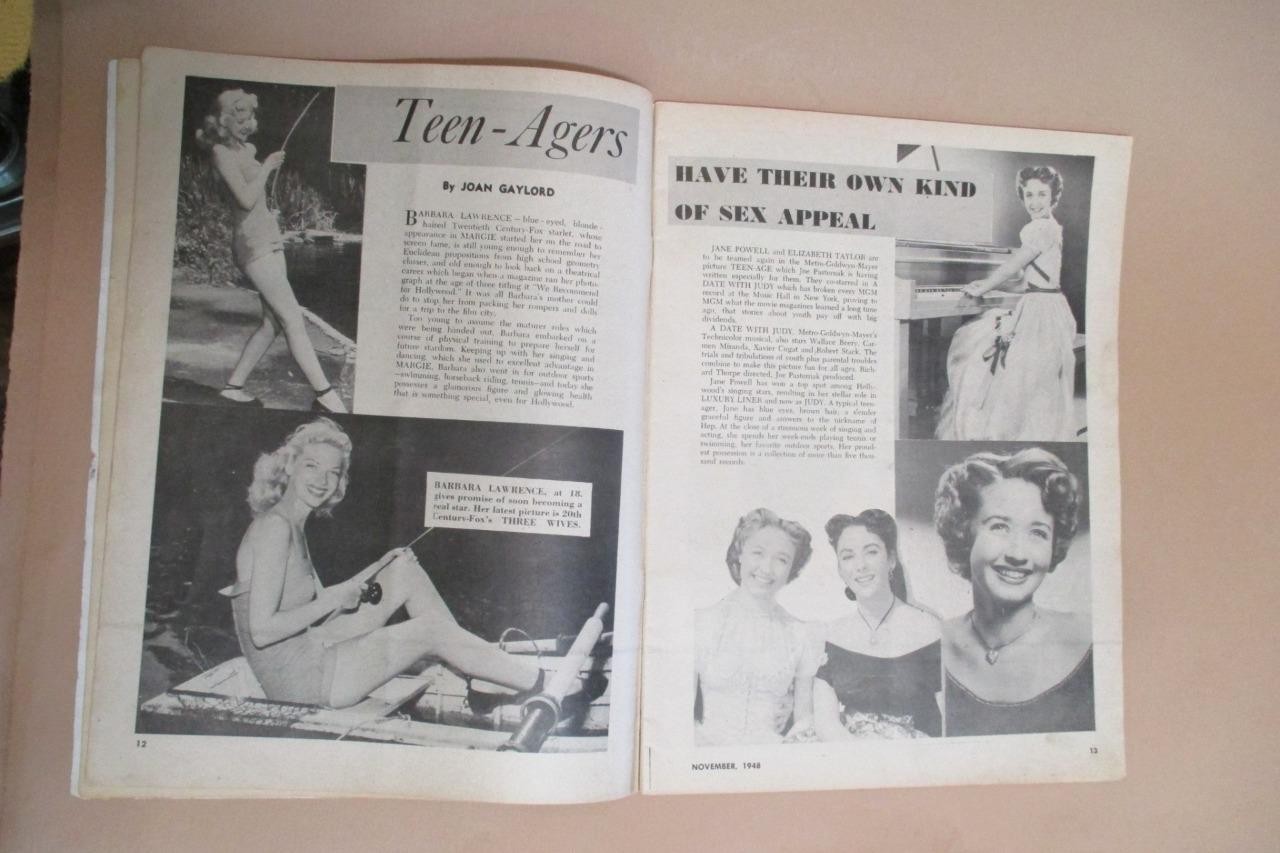 Teen-Agers
By JOAN GAYLORD
BARBARA LAWRENCE — blue-eyed, blonde-
haired Twentieth Century-Fox starlet, whose
appearance in MARGIE started her on the road to
screen fame, is still young enough to remember her
Euclidean propositions from high school geometry
classes, and old enough to look back on a theatrical
career which began when a magazine ran her photo-
graph at the age of three titling it "We Recommend
for Hollywood." It was all Barbara's mother could
do to stop her from packing her rompers and dolls
for a trip to the film city.
Too young to assume the maturer roles which
were being handed out, Barbara embarked on a
course of physical training to prepare herself for
future stardom. Keeping up with her singing and
dancing, which she used to excellent advantage in
MARGIE, Barbara also went in for outdoor sports
—swimming, horseback riding, tennis—and today she
possesses a glamorous figure and glowing health
that is something special, even for Hollywood.
BARBARA LAWRENCE, at 18,
gives promise of soon becoming a
real star. Her latest picture is 20th
Century-Fox's THREE WIVES.
12
HAVE THEIR OWN KIND
OF SEX APPEAL
JANE POWELL and ELIZABETH TAYLOR are
to be teamed again in the Metro-Goldwyn-Mayer
picture TEEN-AGE which Joe Pasternak is having
written especially for them. They co-starred in A
DATE WITH JUDY which has broken every MGM
record at the Music Hall in New York, proving to
MGM what the movie magazines learned a long time
ago, that stories about youth pay off with big
dividends.
A DATE WITH JUDY, Metro-Goldwyn-Mayer's
Technicolor musical, also stars Wallace Beery, Car-
men Miranda, Xavier Cugat and Robert Stack. The
trials and tribulations of youth plus parental troubles
combine to make this picture fun for all ages. Rich-
ard Thorpe directed, Joe Pasternak produced.
Jane Powell has won a top spot among Holly-
wood's singing stars, resulting in her stellar role in
LUXURY LINER and now as JUDY. A typical teen-
ager, Jane has blue eyes, brown hair, a slender
graceful figure and answers to the nickname of
Hep. At the close of a strenuous week of singing and
acting, she spends her week-ends playing tennis or
swimming, her favorite outdoor sports. Her proud-
est possession is a collection of more than five thou-
sand records.
NOVEMBER, 1948
13